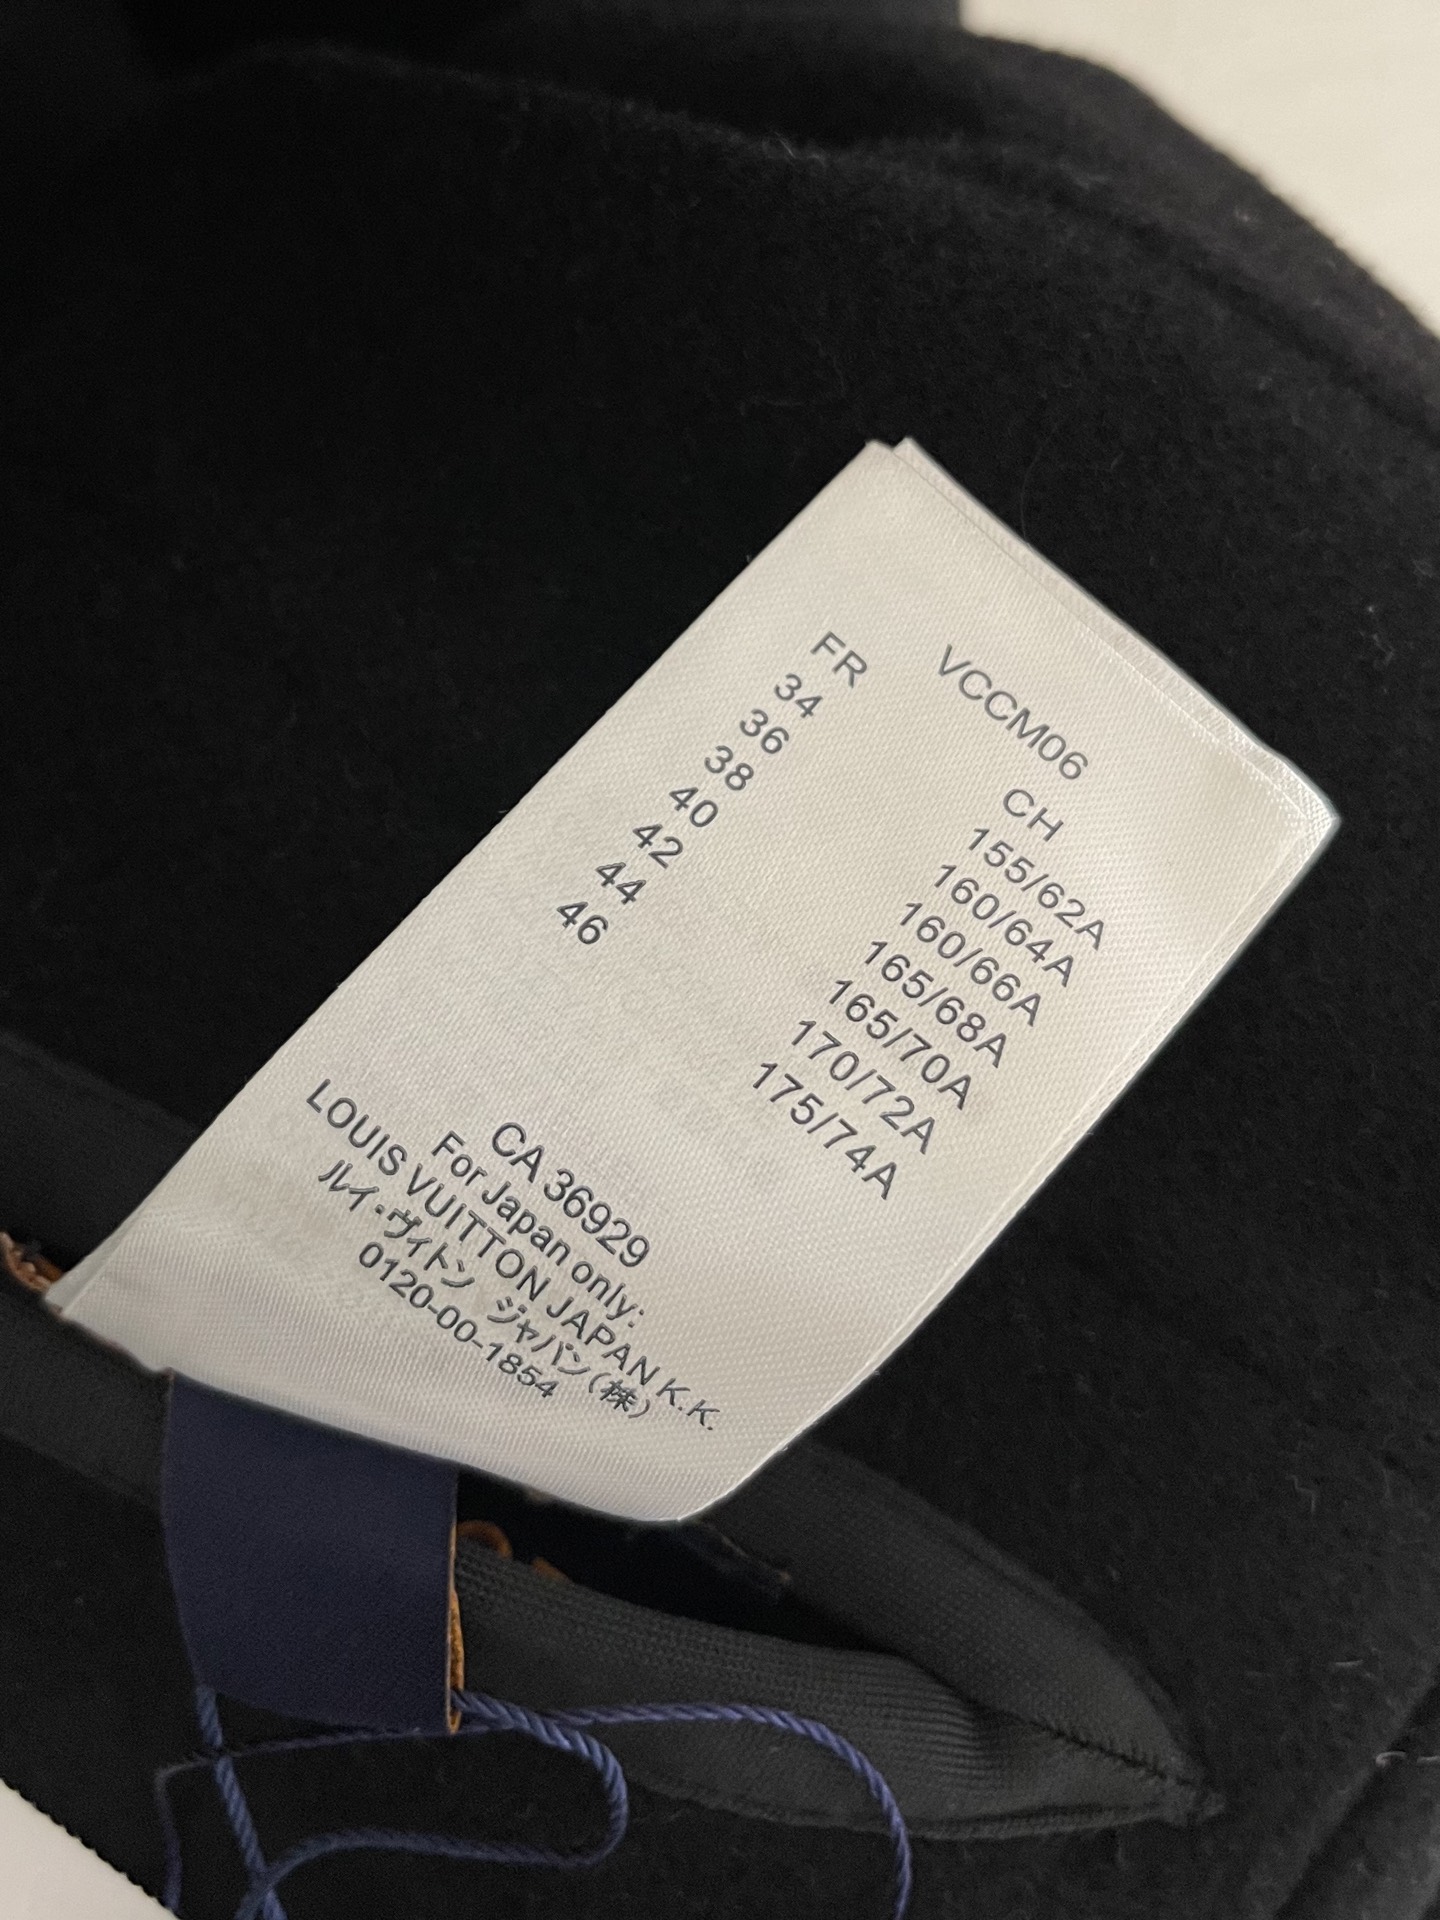 VCCM06
FR CH
34 155/62A
36 160/64A
38 160/66A
40 165/68A
42 165/70A
44 170/72A
46 175/74A
CA 36929
For Japan only:
LOUIS VUITTON JAPAN K.K.
ルイ・ヴィトン ジャパン(株)
0120-00-1854